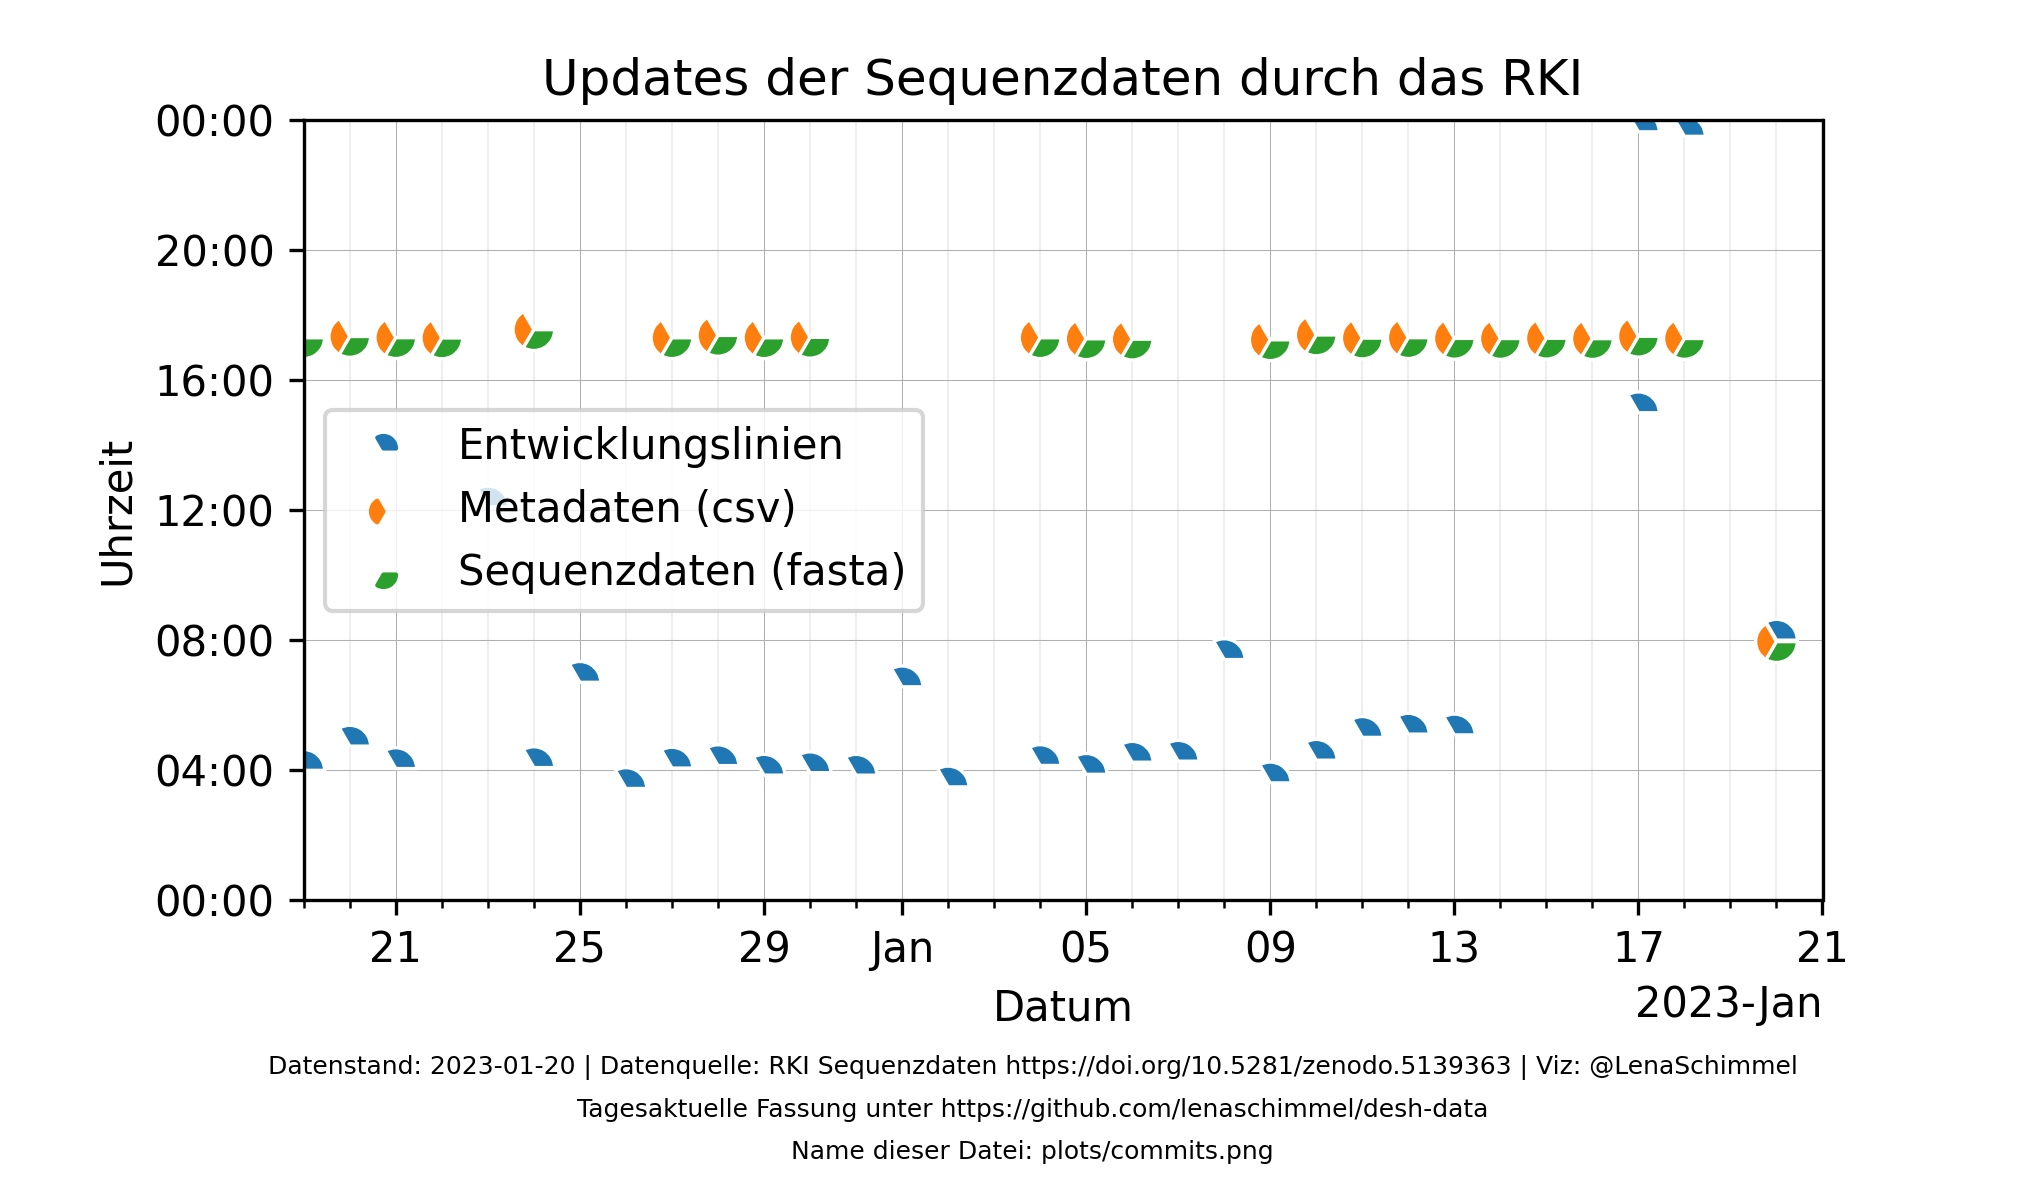 Updates der Sequenzdaten durch das RKI
00:00
20:00
16:00
12:00
08:00
04:00
00:00
Uhrzeit
Entwicklungslinien
Metadaten (csv)
Sequenzdaten (fasta)
21 25 29 Jan 05 09 13 17 21
Datum
2023-Jan
Datenstand: 2023-01-20 | Datenquelle: RKI Sequenzdaten https://doi.org/10.5281/zenodo.5139363 | Viz: @LenaSchimmel
Tagesaktuelle Fassung unter https://github.com/lenaschimmel/desh-data
Name dieser Datei: plots/commits.png